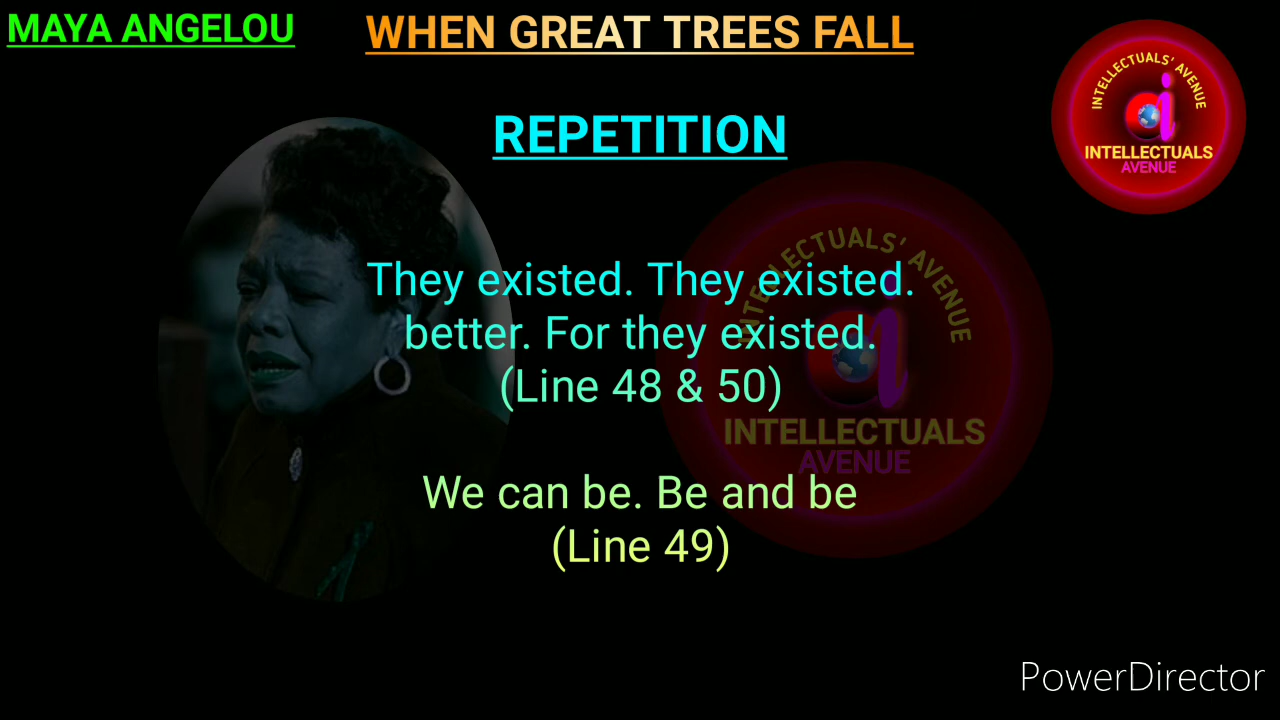 MAYA ANGELOU
WHEN GREAT TREES FALL
INTELLECTUALS' AVENUE
i
INTELLECTUALS
AVENUE
REPETITION
They existed. They existed.
better. For they existed.
(Line 48 & 50)
We can be. Be and be
(Line 49)
INTELLECTUALS' AVENUE
i
INTELLECTUALS
AVENUE
PowerDirector